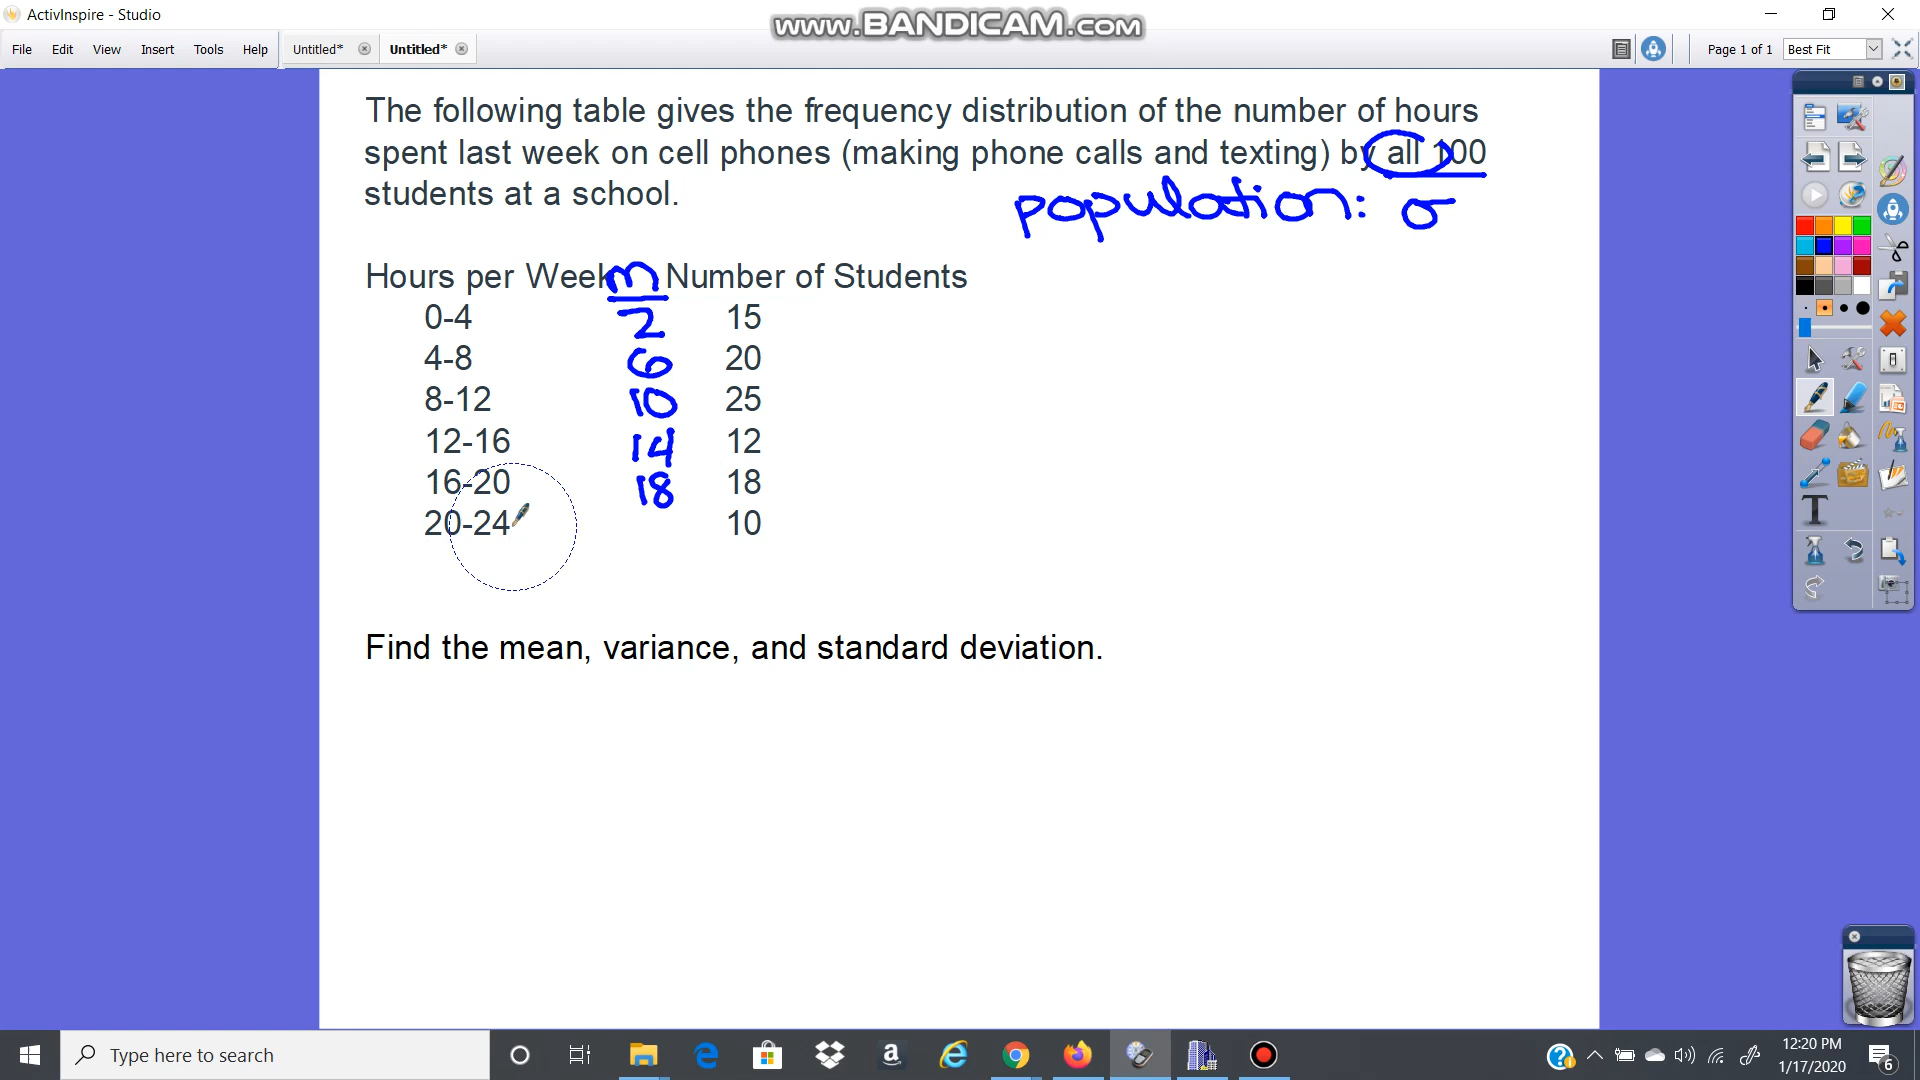 ActivInspire - Studio
www.BANDICAM.com
File Edit View Insert Tools Help
Untitled* Untitled*
Page 1 of 1 Best Fit
The following table gives the frequency distribution of the number of hours
spent last week on cell phones (making phone calls and texting) by all 100
students at a school.
population: σ
Hours per Week m Number of Students
0-4 2 15
4-8 6 20
8-12 10 25
12-16 14 12
16-20 18 18
20-24 10
Find the mean, variance, and standard deviation.
Type here to search
12:20 PM
1/17/2020
6